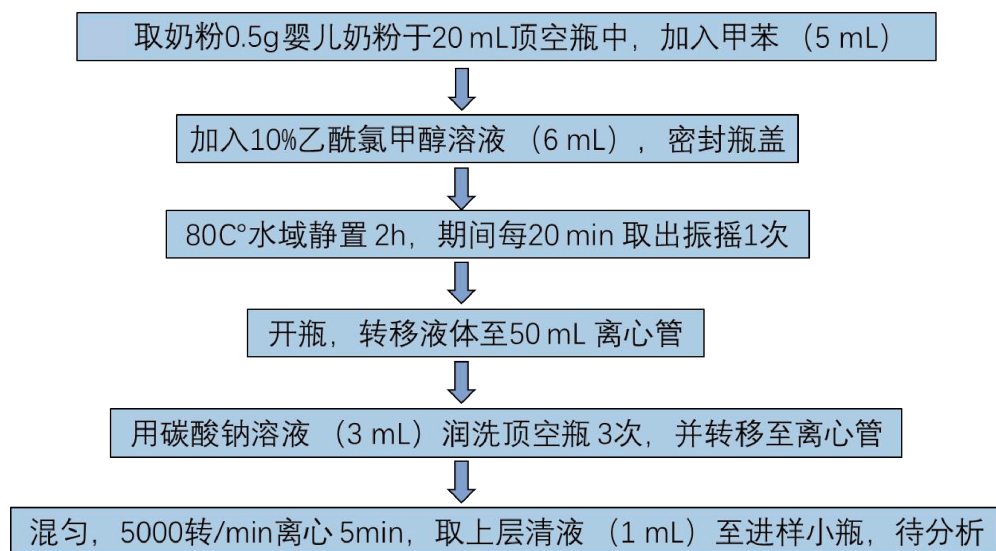 取奶粉0.5g婴儿奶粉于20 mL顶空瓶中，加入甲苯（5 mL）
加入10%乙酰氯甲醇溶液（6 mL），密封瓶盖
80C°水域静置 2h，期间每20 min 取出振摇1次
开瓶，转移液体至50 mL 离心管
用碳酸钠溶液（3 mL）润洗顶空瓶 3次，并转移至离心管
混匀，5000转/min离心 5min，取上层清液（1 mL）至进样小瓶，待分析